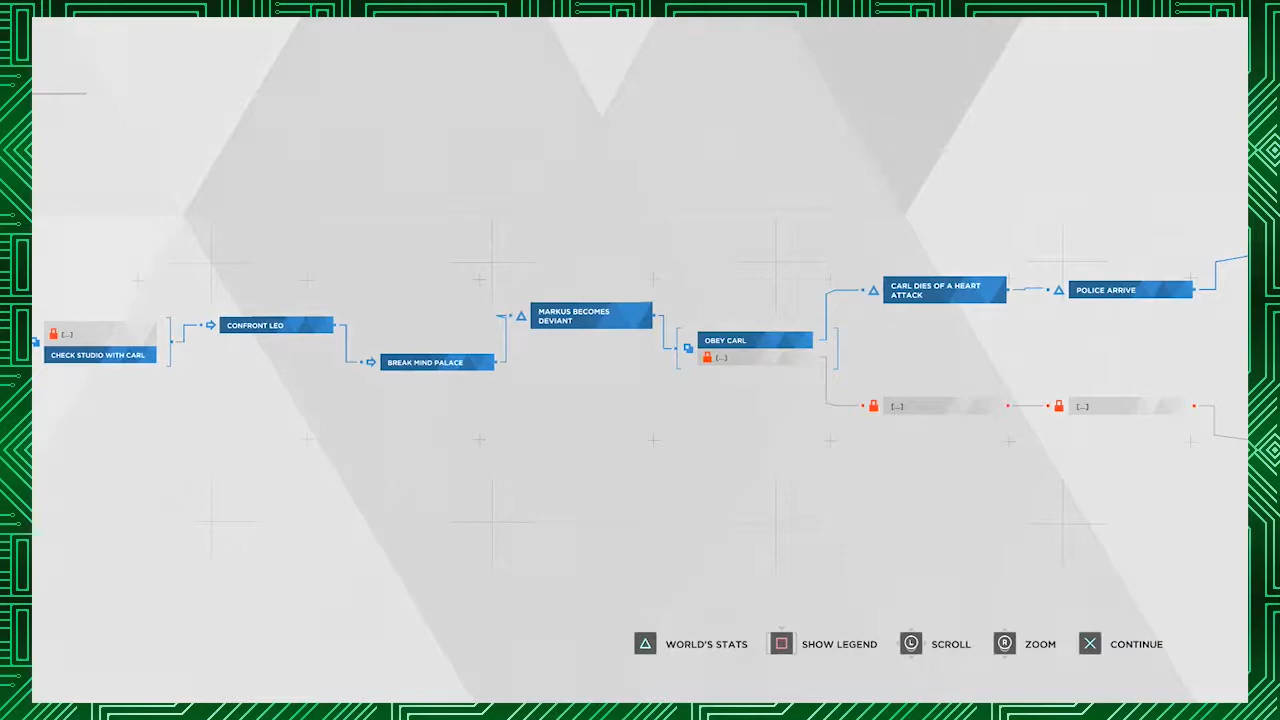 [...]
CHECK STUDIO WITH CARL
CONFRONT LEO
BREAK MIND PALACE
MARKUS BECOMES
DEVIANT
OBEY CARL
[...]
CARL DIES OF A HEART
ATTACK
POLICE ARRIVE
[...]
[...]
WORLD'S STATS
SHOW LEGEND
L
SCROLL
R
ZOOM
CONTINUE